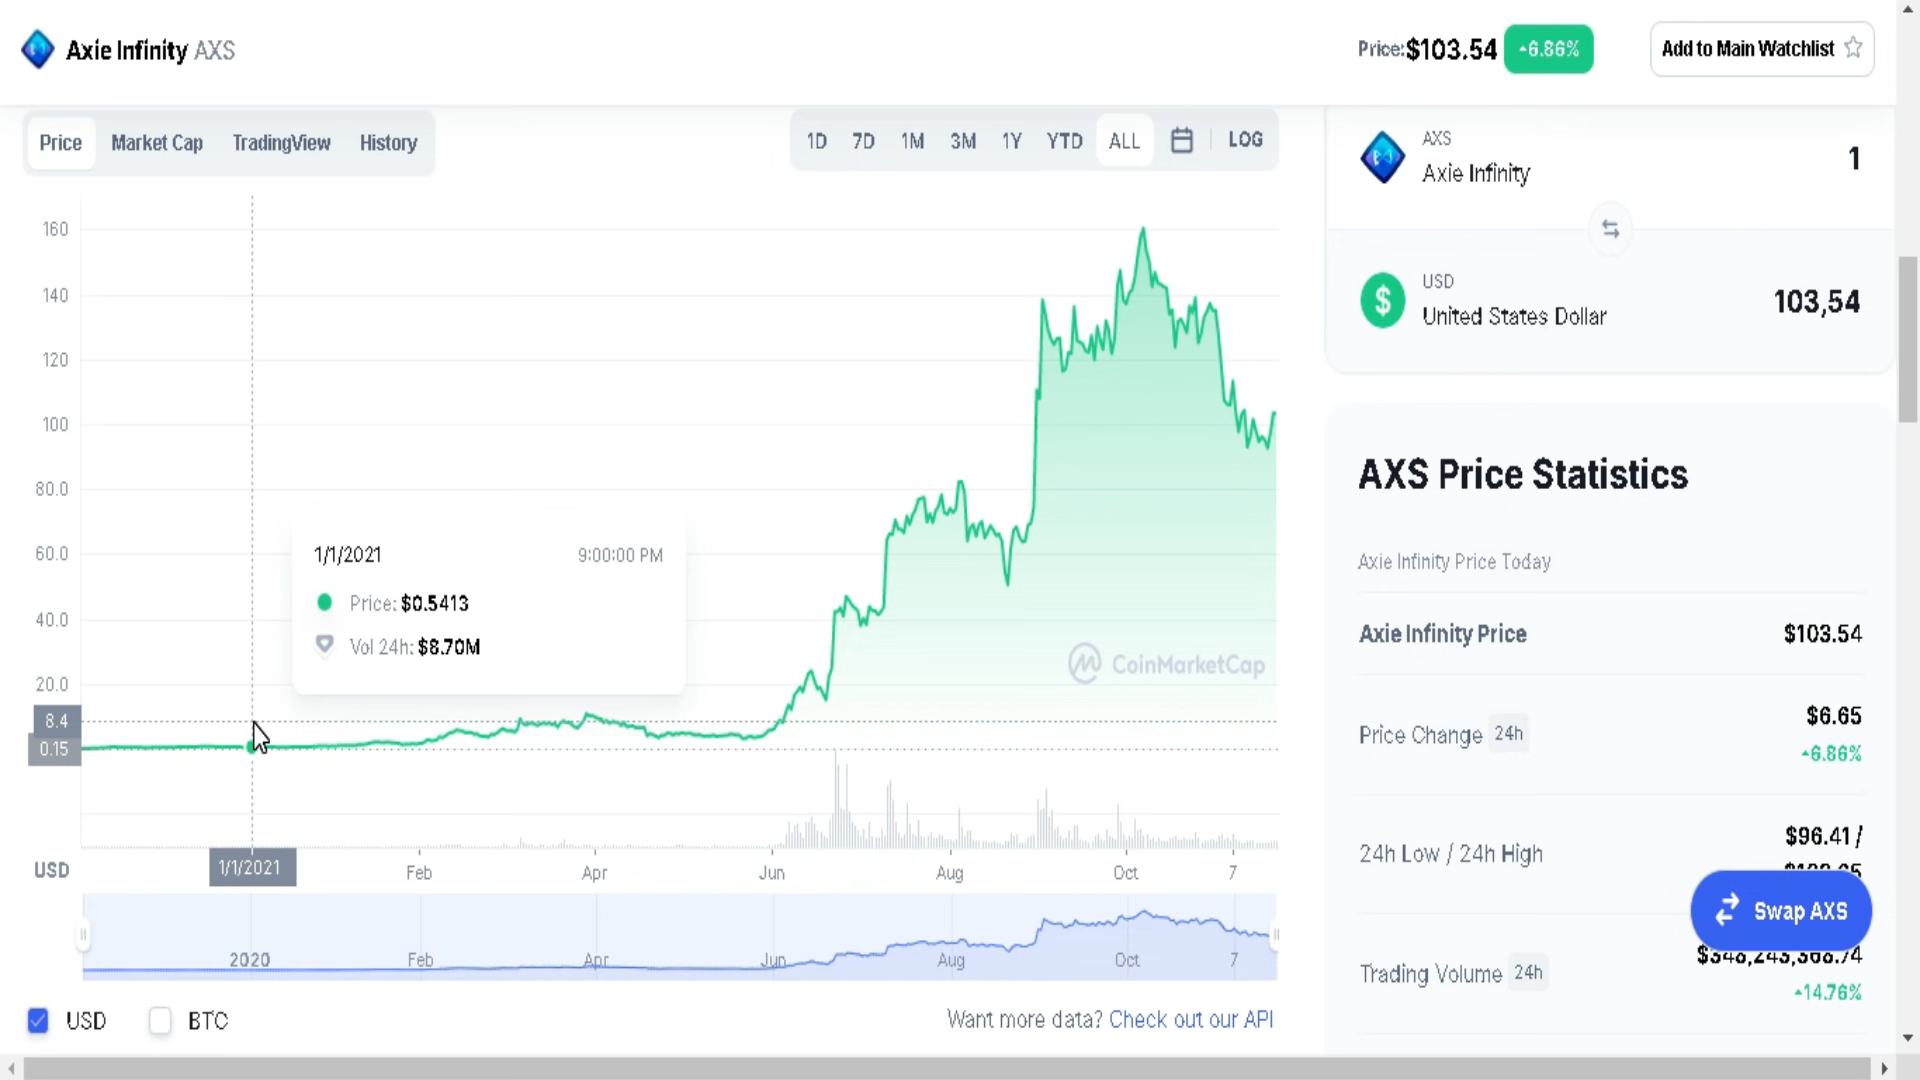 Axie Infinity AXS
Price:$103.54 6.86%
Add to Main Watchlist
Price Market Cap TradingView History
1D 7D 1M 3M 1Y YTD ALL LOG
160
140
120
100
80.0
60.0
40.0
20.0
8.4
0.15
1/1/2021 9:00:00 PM
Price: $0.5413
Vol 24h: $8.70M
CoinMarketCap
USD
1/1/2021 Feb Apr Jun Aug Oct 7
2020 Feb Apr Jun Aug Oct 7
USD BTC
Want more data? Check out our API
AXS
Axie Infinity
1
USD
United States Dollar
103,54
AXS Price Statistics
Axie Infinity Price Today
Axie Infinity Price $103.54
Price Change 24h $6.65
6.86%
24h Low / 24h High $96.41 /
Swap AXS
Trading Volume 24h
14.76%